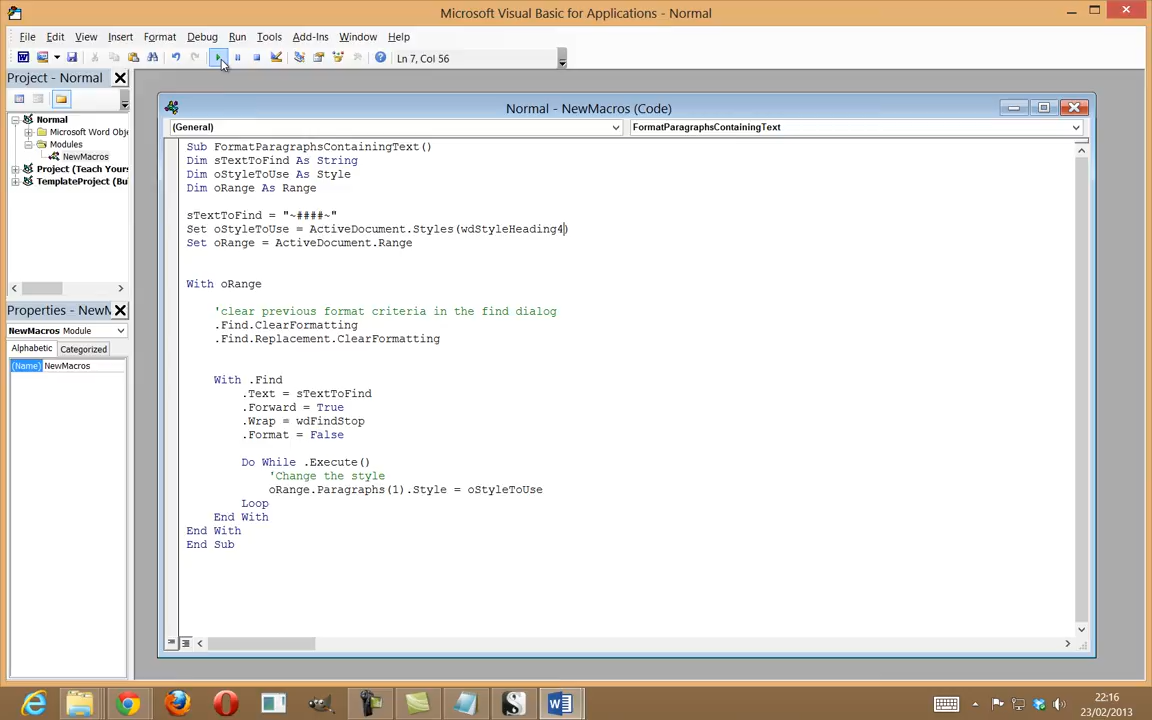 Microsoft Visual Basic for Applications - Normal
File Edit View Insert Format Debug Run Tools Add-Ins Window Help
Ln 7, Col 56
Project - Normal
Normal
Microsoft Word Obje
Modules
NewMacros
Project (Teach Yours
TemplateProject (Bu
Properties - NewM
NewMacros Module
Alphabetic Categorized
(Name) NewMacros
Normal - NewMacros (Code)
(General) FormatParagraphsContainingText
Sub FormatParagraphsContainingText()
Dim sTextToFind As String
Dim oStyleToUse As Style
Dim oRange As Range
sTextToFind = "~####~"
Set oStyleToUse = ActiveDocument.Styles(wdStyleHeading4)
Set oRange = ActiveDocument.Range
With oRange
'clear previous format criteria in the find dialog
.Find.ClearFormatting
.Find.Replacement.ClearFormatting
With .Find
.Text = sTextToFind
.Forward = True
.Wrap = wdFindStop
.Format = False
Do While .Execute()
'Change the style
oRange.Paragraphs(1).Style = oStyleToUse
Loop
End With
End With
End Sub
22:16
23/02/2013